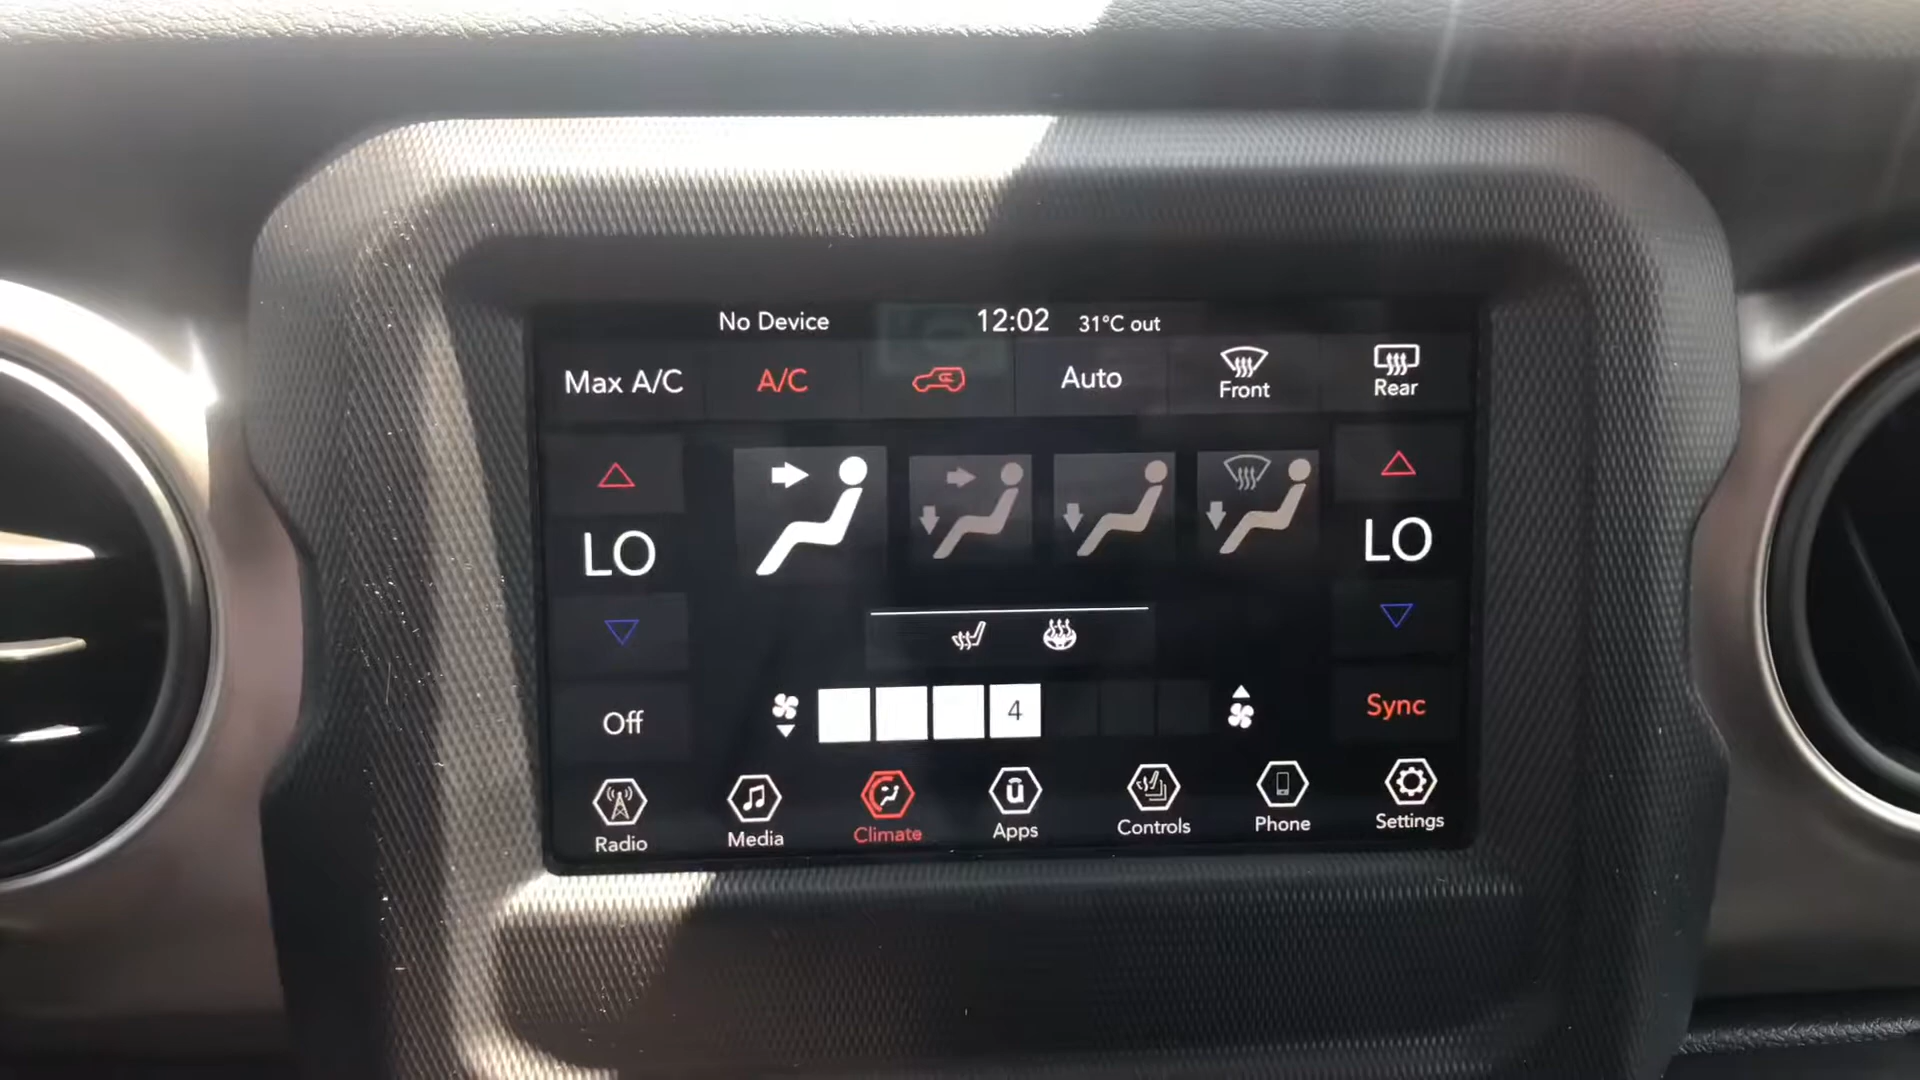 No Device 12:02 31°C out
Max A/C A/C Auto Front Rear
LO LO
4
Off Sync
Radio Media Climate Apps Controls Phone Settings